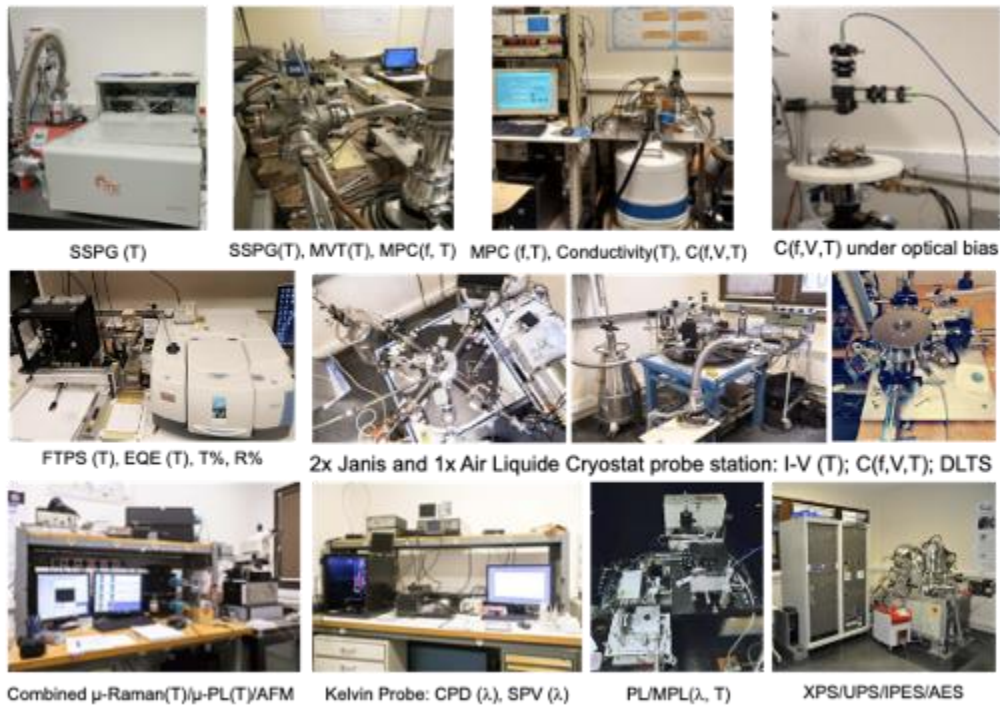 SSPG (T)
SSPG(T), MVT(T), MPC(f, T)
MPC (f,T), Conductivity(T), C(f,V,T)
C(f,V,T) under optical bias
FTPS (T), EQE (T), T%, R%
2x Janis and 1x Air Liquide Cryostat probe station: I-V (T); C(f,V,T); DLTS
Combined µ-Raman(T)/µ-PL(T)/AFM
Kelvin Probe: CPD (λ), SPV (λ)
PL/MPL(λ, T)
XPS/UPS/IPES/AES